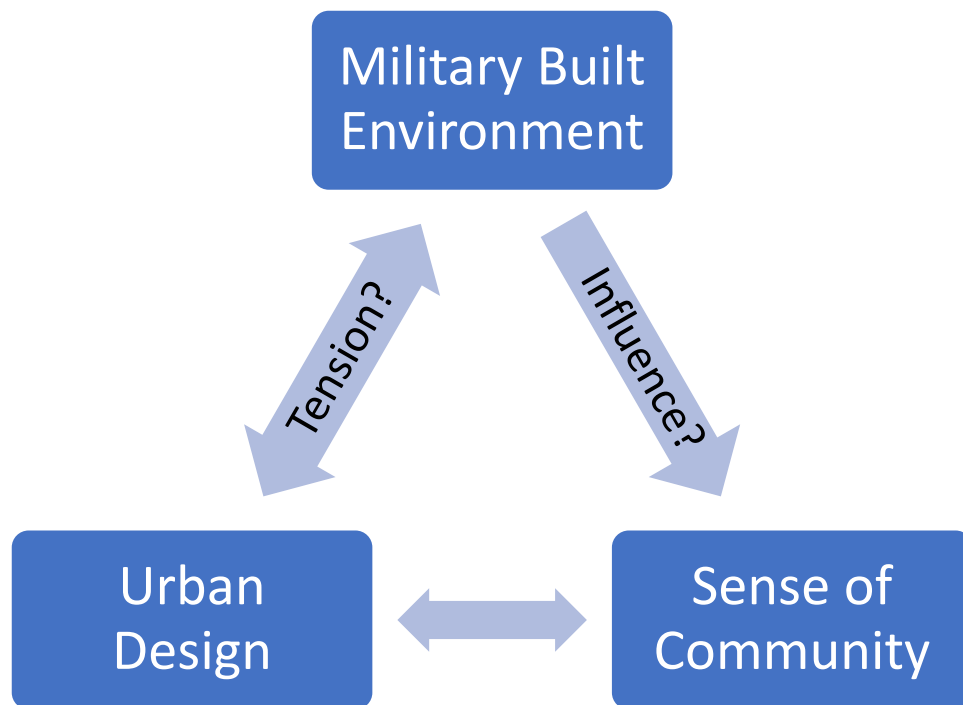 Military Built
Environment
Tension?
Influence?
Urban
Design
Sense of
Community